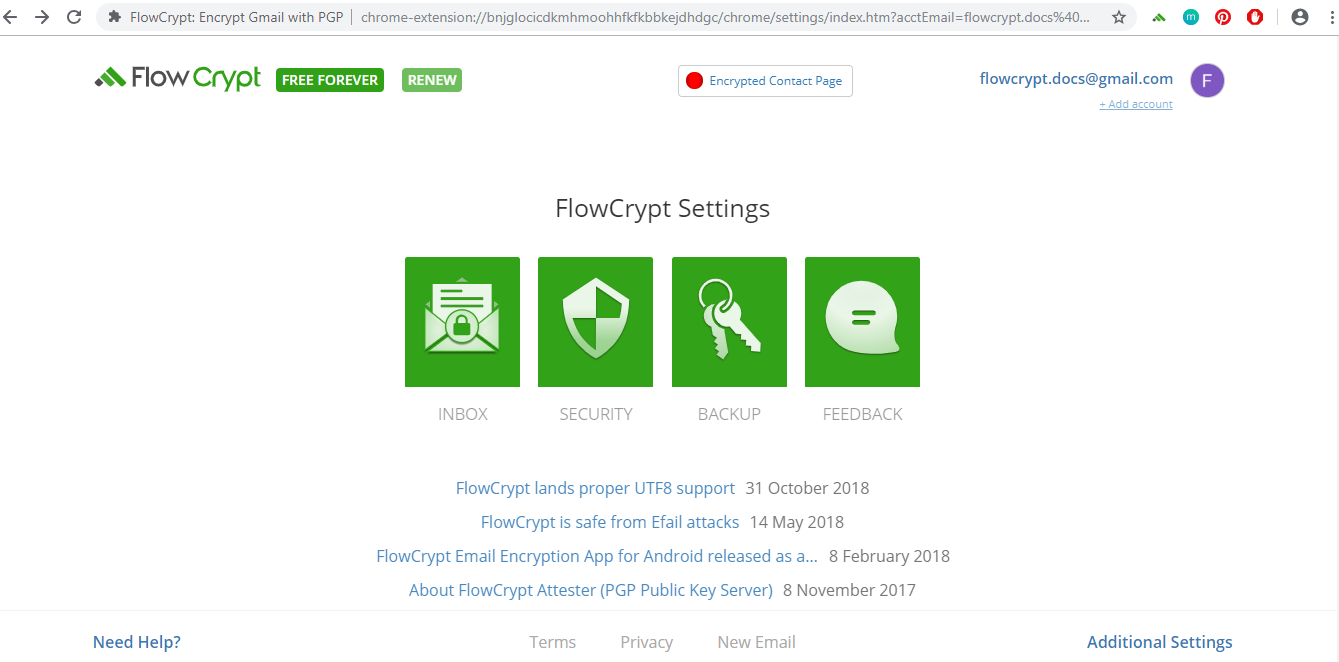 FlowCrypt: Encrypt Gmail with PGP | chrome-extension://bnjglocicdkmhmoohhfkfkbbkejdhdgc/chrome/settings/index.htm?acctEmail=flowcrypt.docs%40...
m
FlowCrypt FREE FOREVER RENEW Encrypted Contact Page flowcrypt.docs@gmail.com F
+ Add account
FlowCrypt Settings
INBOX SECURITY BACKUP FEEDBACK
FlowCrypt lands proper UTF8 support 31 October 2018
FlowCrypt is safe from Efail attacks 14 May 2018
FlowCrypt Email Encryption App for Android released as a... 8 February 2018
About FlowCrypt Attester (PGP Public Key Server) 8 November 2017
Need Help? Terms Privacy New Email Additional Settings